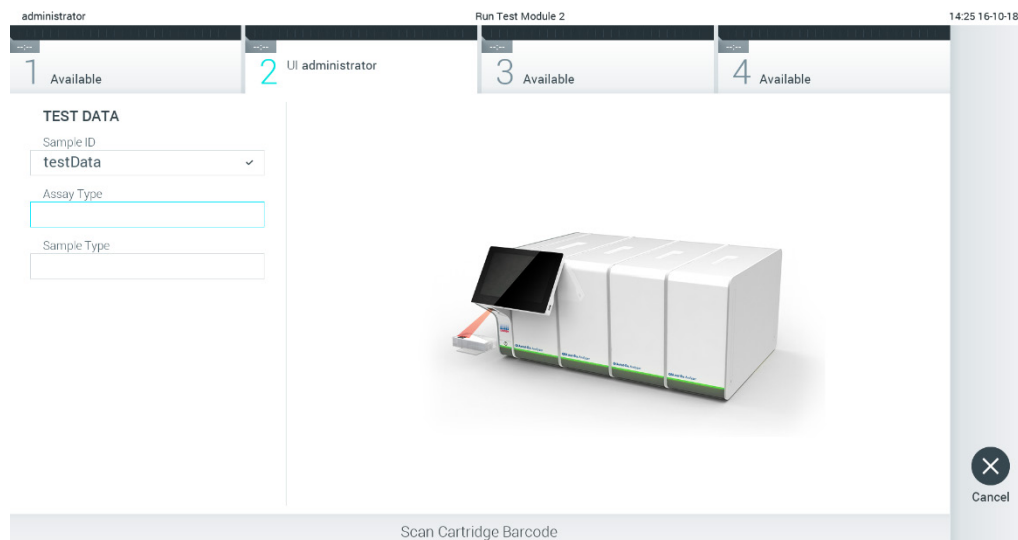 administrator
Run Test Module 2
14:25 16-10-18
--:--
1 Available
--:--
2 UI administrator
--:--
3 Available
--:--
4 Available
TEST DATA
Sample ID
testData
Assay Type
Sample Type
Cancel
Scan Cartridge Barcode